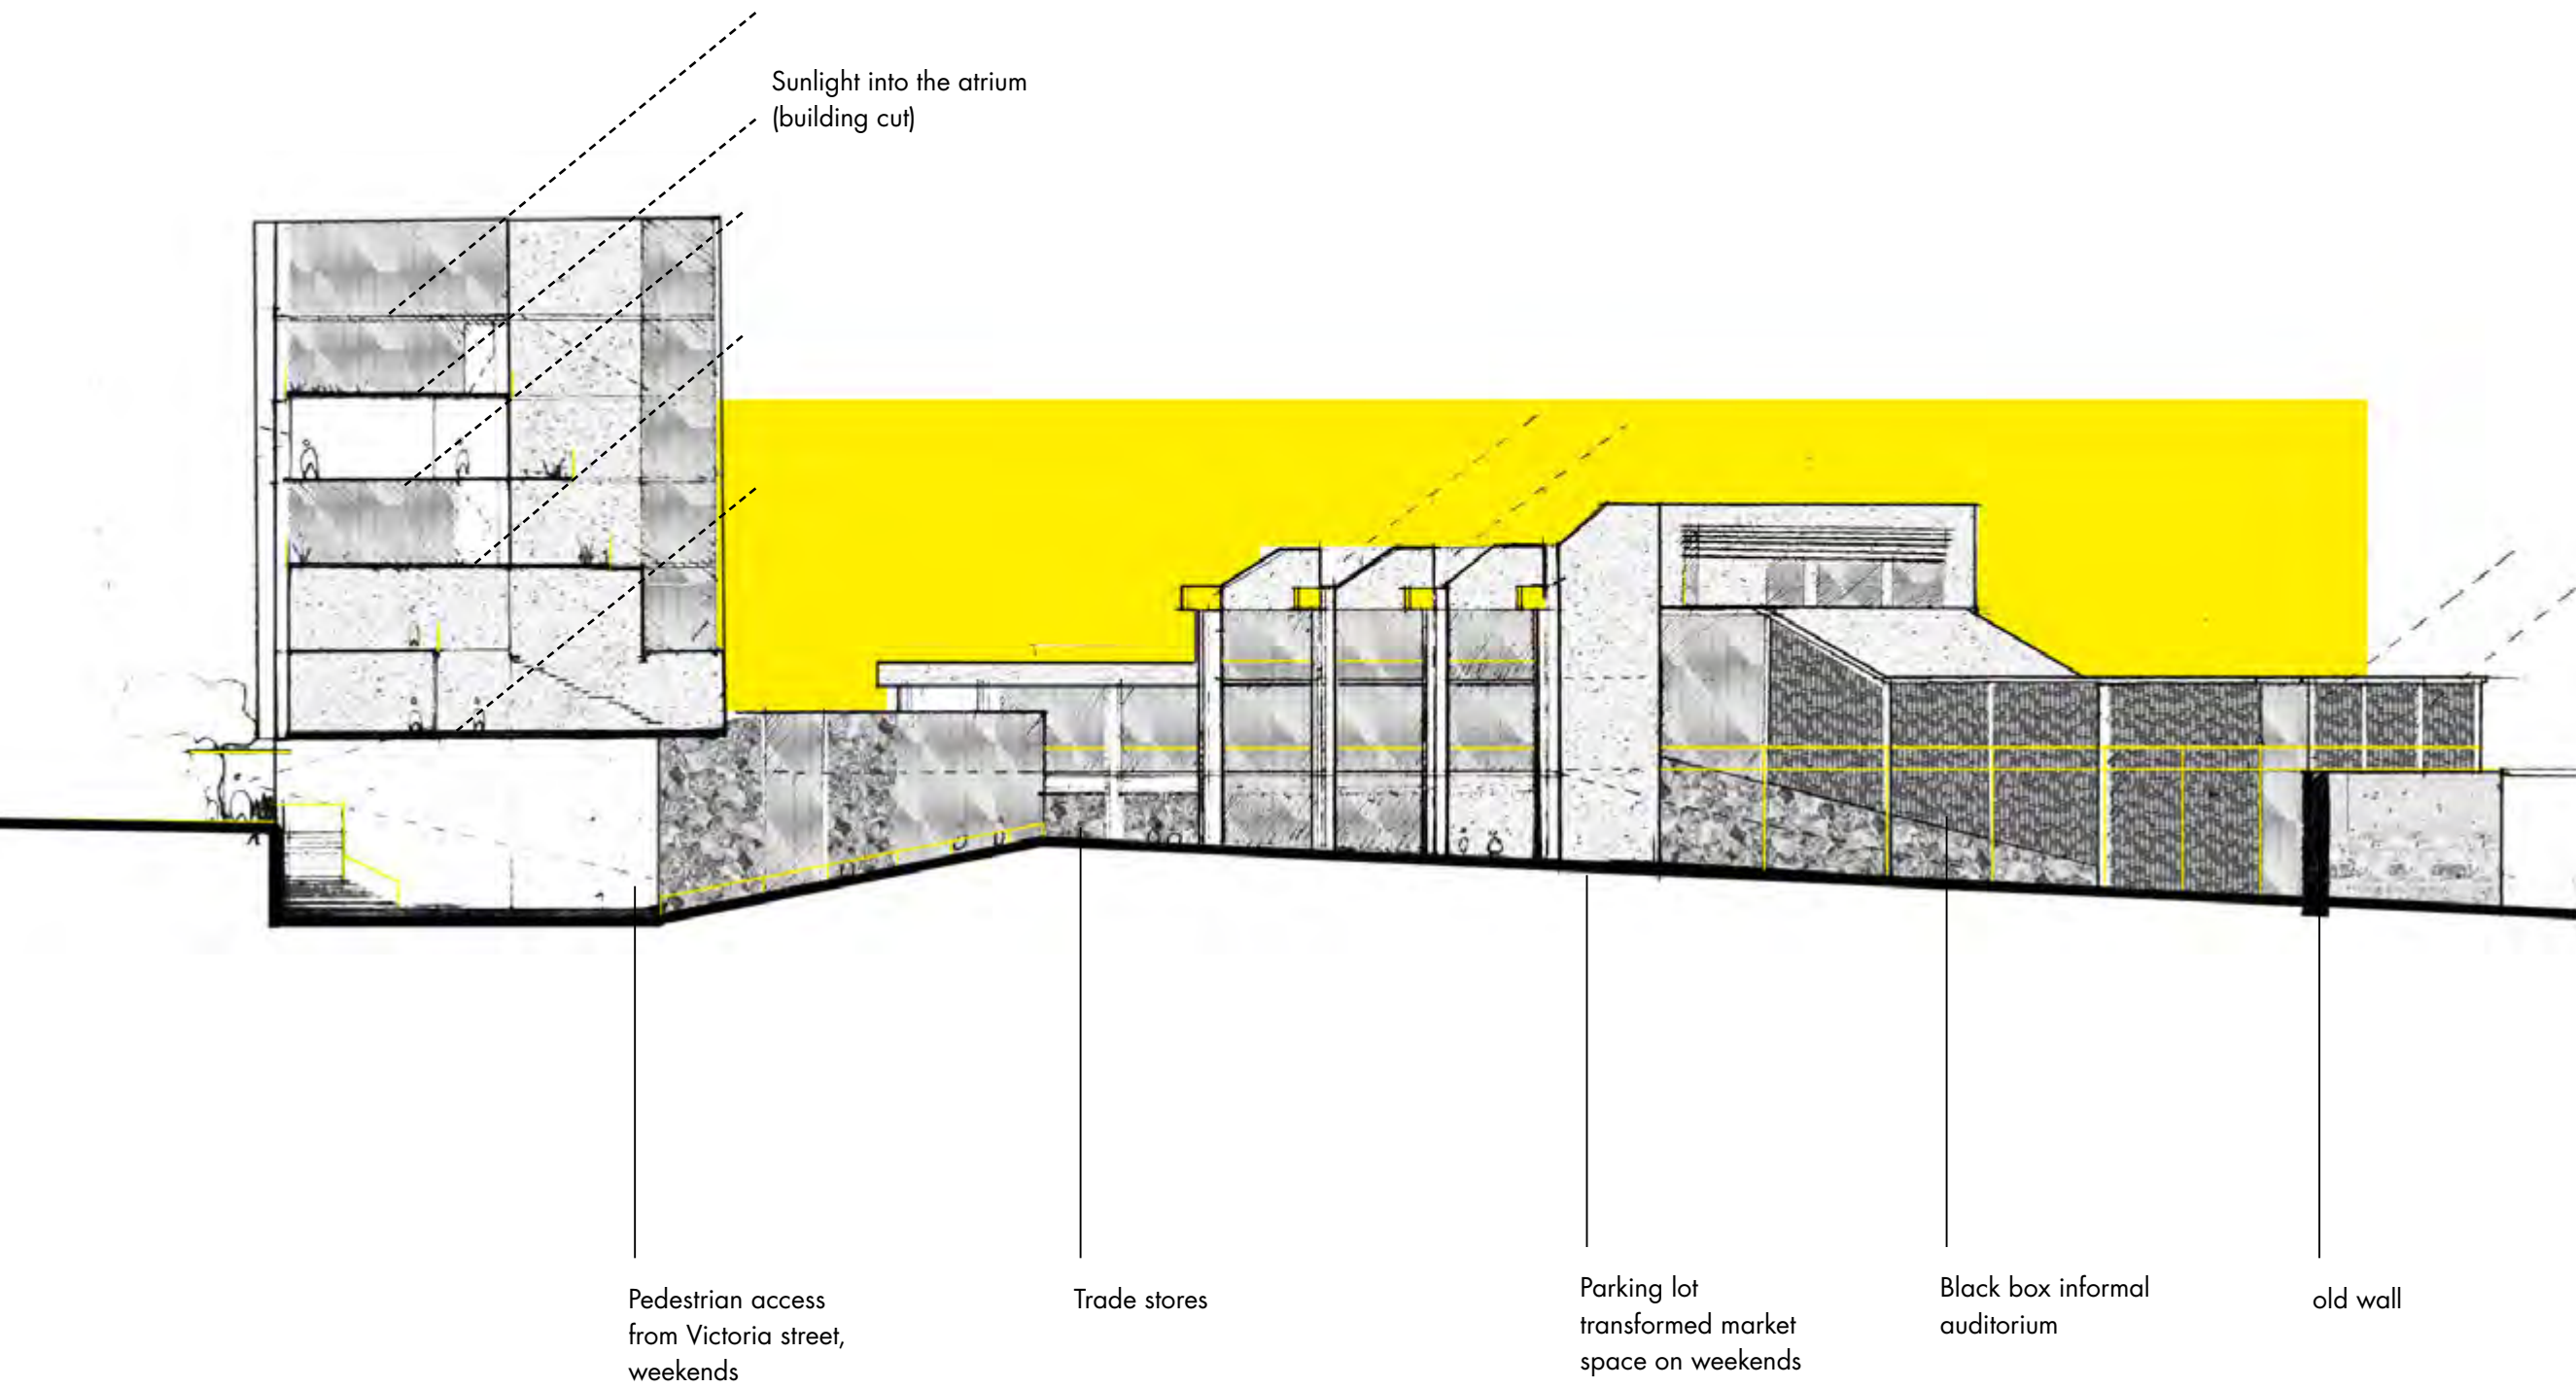 Sunlight into the atrium
(building cut)
Pedestrian access
from Victoria street,
weekends
Trade stores
Parking lot
transformed market
space on weekends
Black box informal
auditorium
old wall